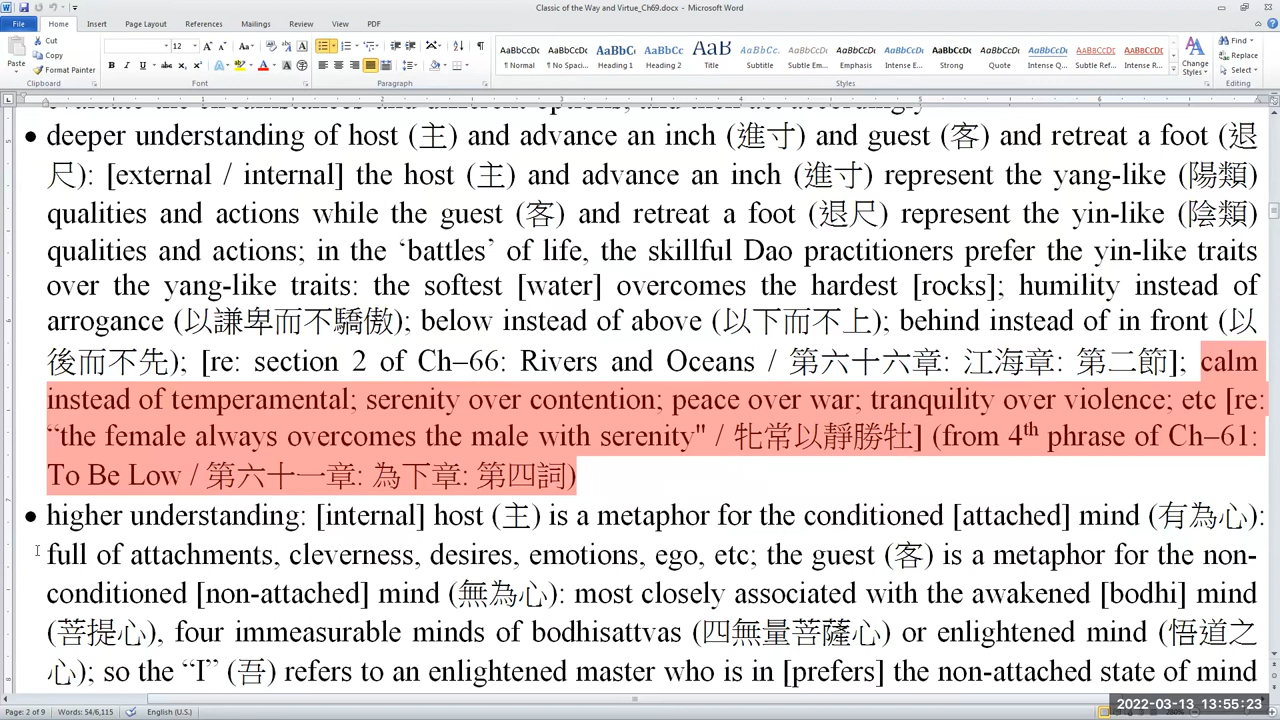 Classic of the Way and Virtue_Ch69.docx - Microsoft Word
File Home Insert Page Layout References Mailings Review View PDF
Paste Cut Copy Format Painter Clipboard
12 Font
Paragraph
AaBbCcDc AaBbCcDc AaBbC AaBbCc AaB AaBbCc. AaBbCcDc AaBbCcDc AaBbCcDc AaBbCcDc AaBbCcDc AaBbCcDc AaBbCcDc AaBbCcDc
¶ Normal ¶ No Spaci... Heading 1 Heading 2 Title Subtitle Subtle Em... Emphasis Intense E... Strong Quote Intense Q... Subtle Ref... Intense R...
Styles Change Styles
Find Replace Select Editing
• deeper understanding of host (主) and advance an inch (進寸) and guest (客) and retreat a foot (退
尺): [external / internal] the host (主) and advance an inch (進寸) represent the yang-like (陽類)
qualities and actions while the guest (客) and retreat a foot (退尺) represent the yin-like (陰類)
qualities and actions; in the ‘battles’ of life, the skillful Dao practitioners prefer the yin-like traits
over the yang-like traits: the softest [water] overcomes the hardest [rocks]; humility instead of
arrogance (以謙卑而不驕傲); below instead of above (以下而不上); behind instead of in front (以
後而不先); [re: section 2 of Ch–66: Rivers and Oceans / 第六十六章: 江海章: 第二節]; calm
instead of temperamental; serenity over contention; peace over war; tranquility over violence; etc [re:
“the female always overcomes the male with serenity" / 牝常以靜勝牡] (from 4th phrase of Ch–61:
To Be Low / 第六十一章: 為下章: 第四詞)
• higher understanding: [internal] host (主) is a metaphor for the conditioned [attached] mind (有為心):
full of attachments, cleverness, desires, emotions, ego, etc; the guest (客) is a metaphor for the non-
conditioned [non-attached] mind (無為心): most closely associated with the awakened [bodhi] mind
(菩提心), four immeasurable minds of bodhisattvas (四無量菩薩心) or enlightened mind (悟道之
心); so the “I” (吾) refers to an enlightened master who is in [prefers] the non-attached state of mind
Page: 2 of 9 Words: 54/6,115 English (U.S.)
2022-03-13 13:55:23